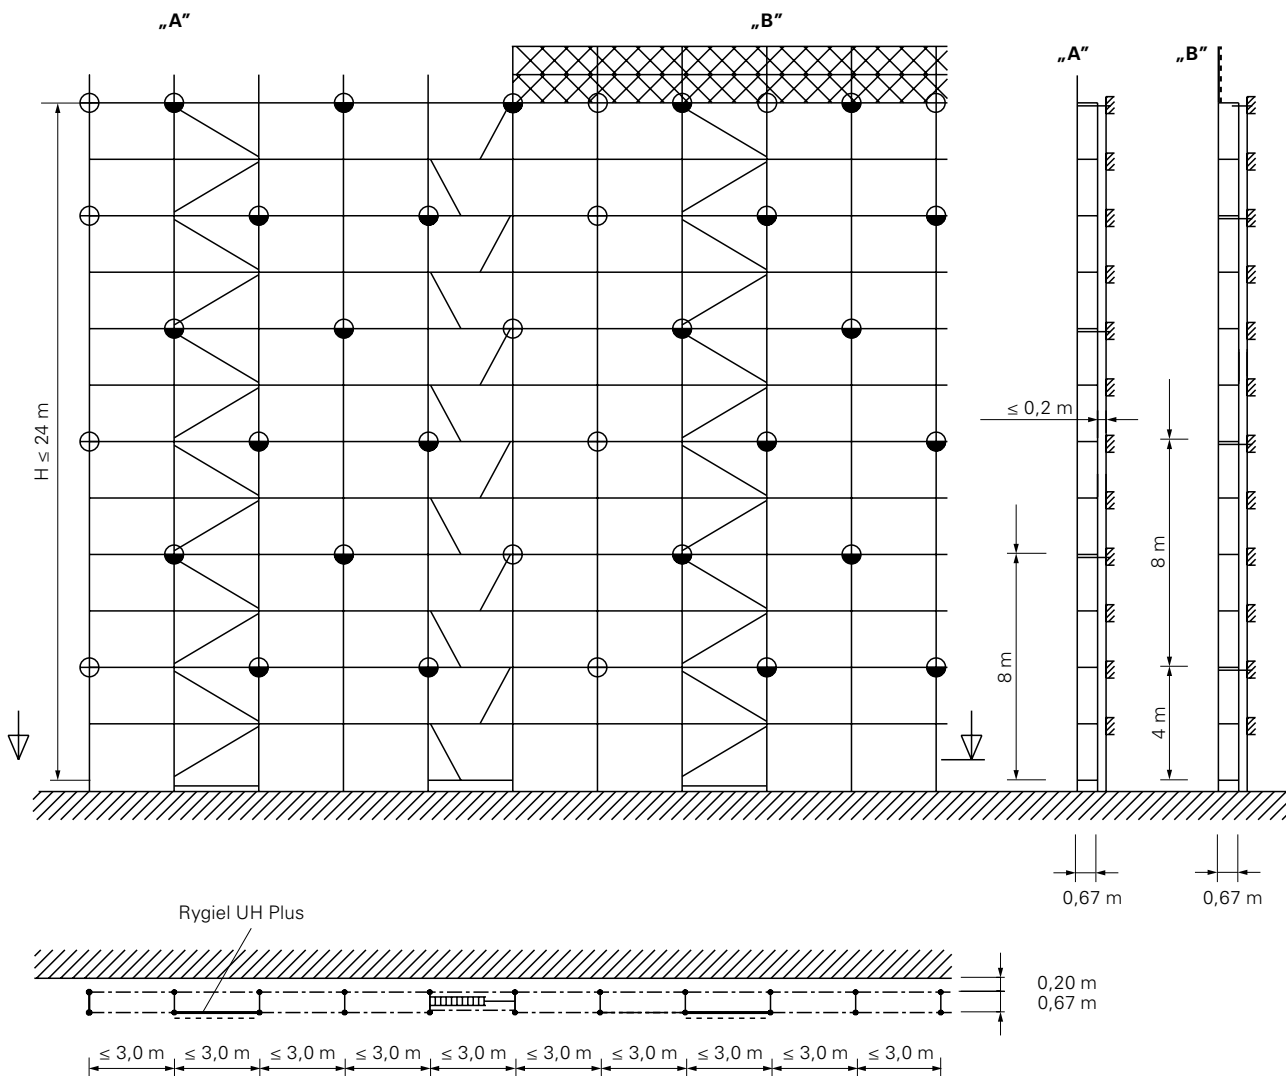 „A”
„B”
„A”
„B”
H ≤ 24 m
≤ 0,2 m
8 m
8 m
4 m
0,67 m
0,67 m
Rygiel UH Plus
0,20 m
0,67 m
≤ 3,0 m
≤ 3,0 m
≤ 3,0 m
≤ 3,0 m
≤ 3,0 m
≤ 3,0 m
≤ 3,0 m
≤ 3,0 m
≤ 3,0 m
≤ 3,0 m